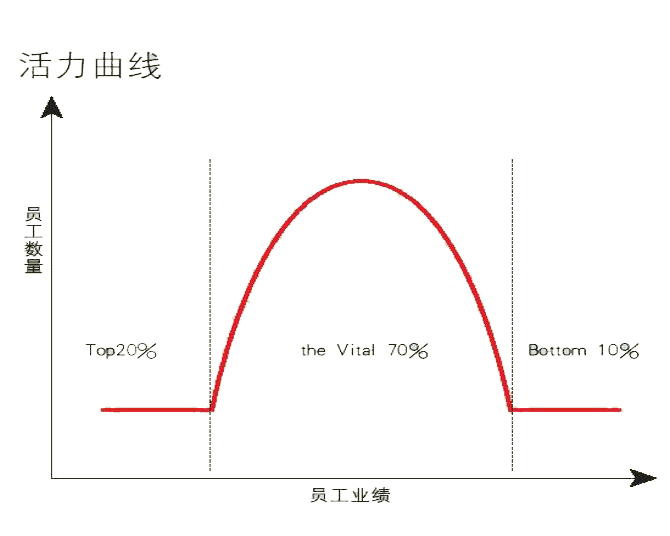 活力曲线
员工数量
Top20%
the Vital 70%
Bottom 10%
员工业绩